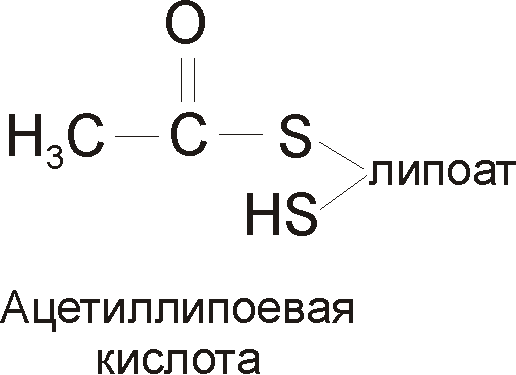 O
H₃C C S
липоат
HS
Ацетиллипоевая
кислота